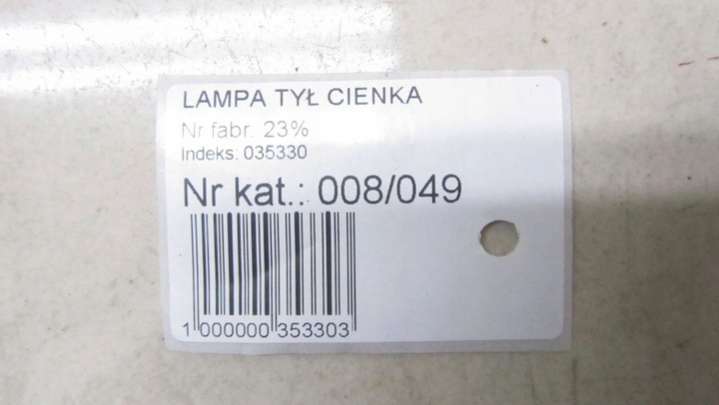 LAMPA TYŁ CIENKA
Nr fabr. 23%
Indeks: 035330
Nr kat.: 008/049
1 000000 353303